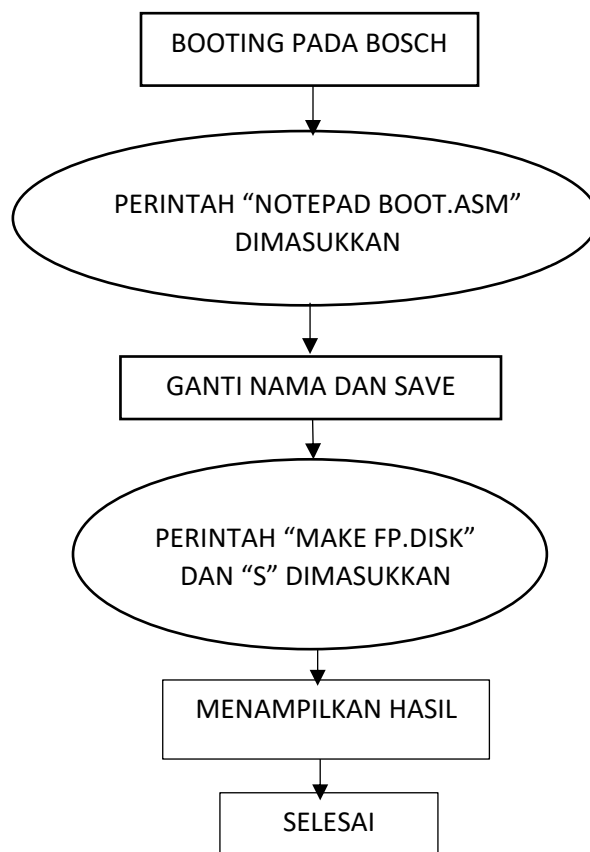 BOOTING PADA BOSCH
PERINTAH “NOTEPAD BOOT.ASM”
DIMASUKKAN
GANTI NAMA DAN SAVE
PERINTAH “MAKE FP.DISK”
DAN “S” DIMASUKKAN
MENAMPILKAN HASIL
SELESAI